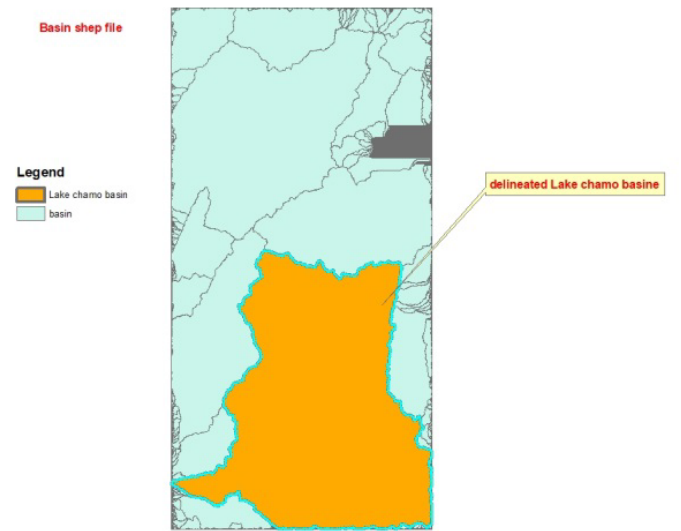 Basin shep file
Legend
Lake chamo basin
basin
delineated Lake chamo basine